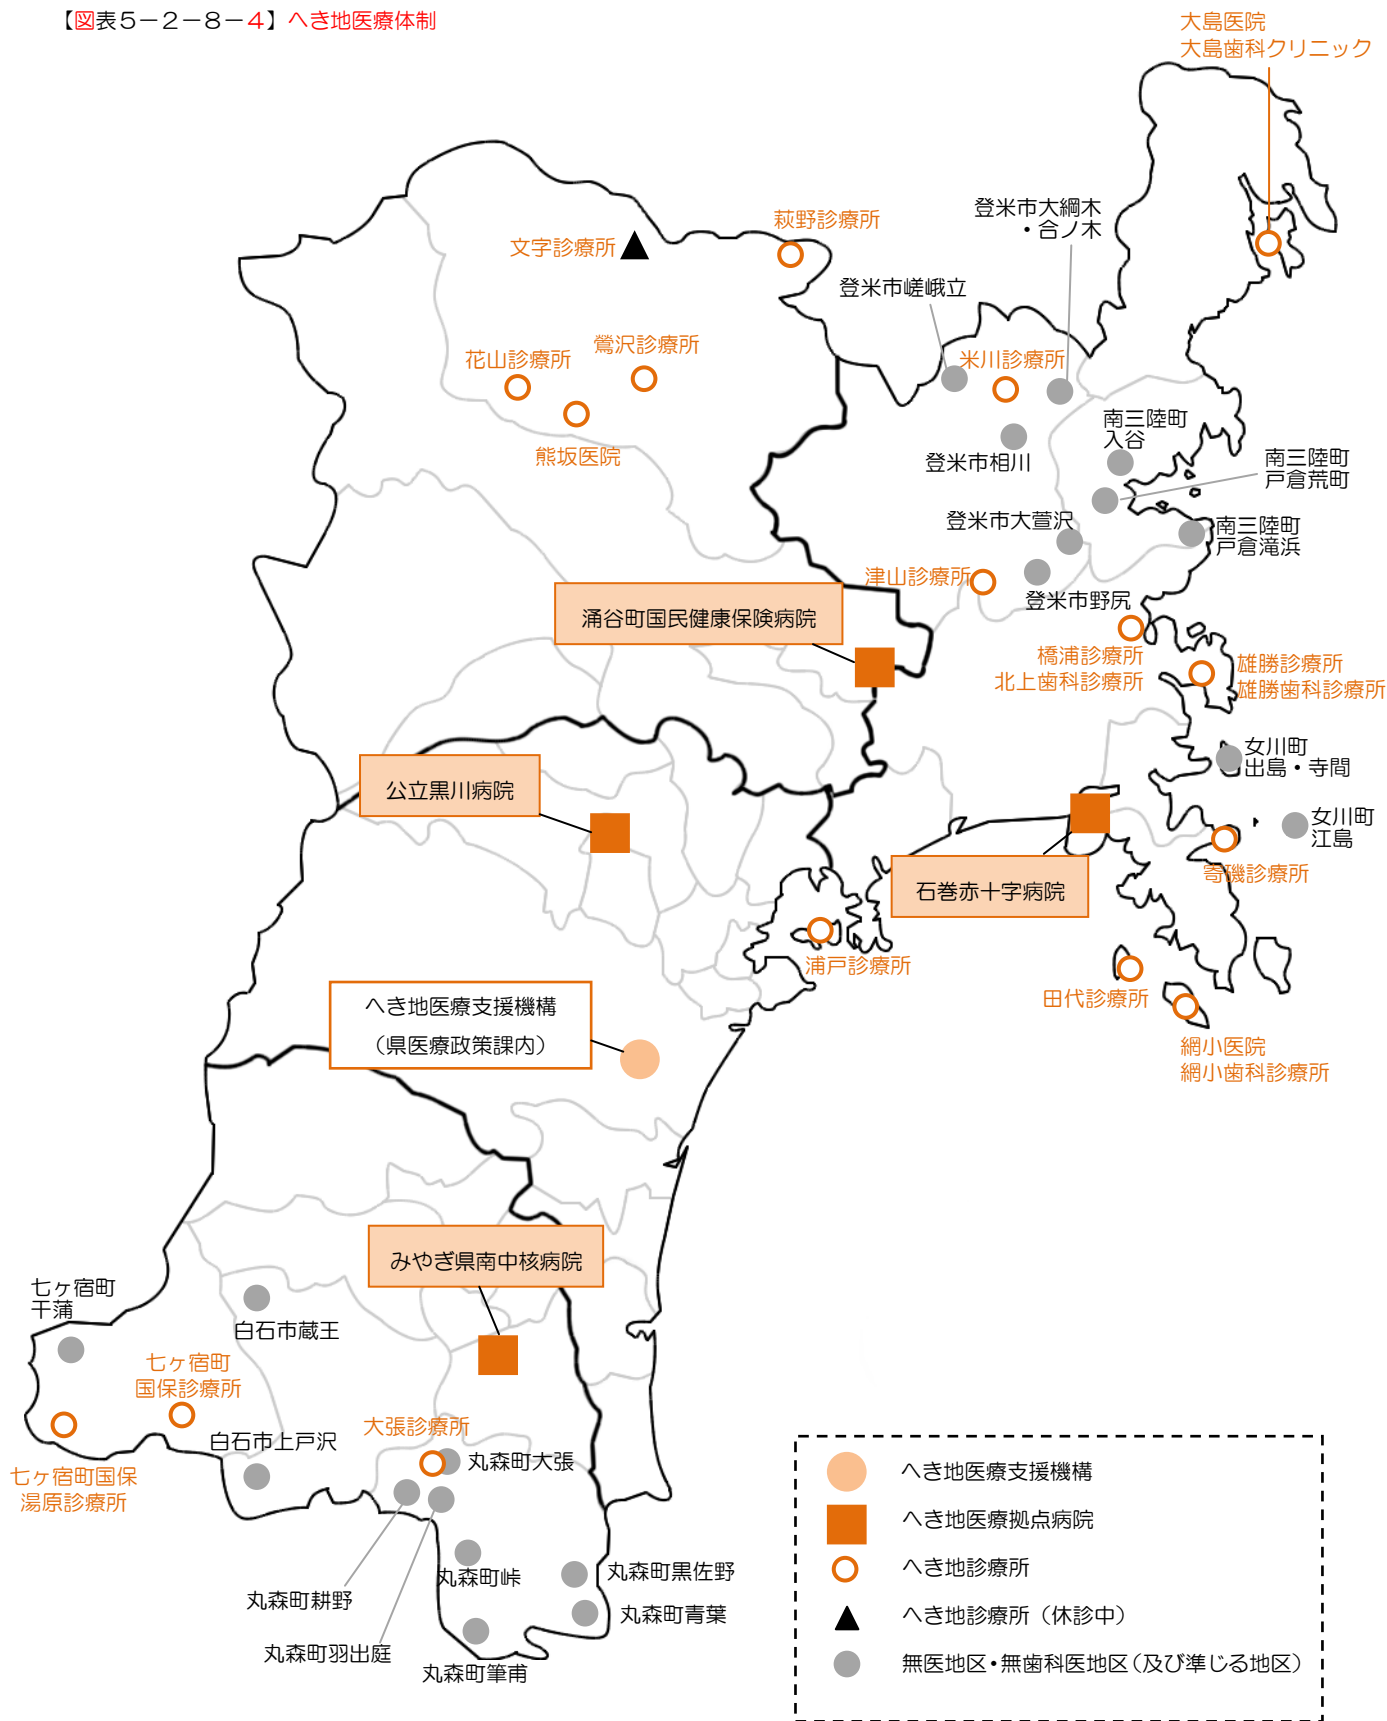 【図表５－２－８－４】へき地医療体制
大島医院
大島歯科クリニック
登米市大綱木
・合ノ木
萩野診療所
文字診療所
登米市嵯峨立
鶯沢診療所
花山診療所
米川診療所
熊坂医院
南三陸町
入谷
登米市相川
南三陸町
戸倉荒町
登米市大萱沢
南三陸町
戸倉滝浜
津山診療所
登米市野尻
涌谷町国民健康保険病院
橋浦診療所
北上歯科診療所
雄勝診療所
雄勝歯科診療所
女川町
出島・寺間
公立黒川病院
女川町
江島
寄磯診療所
石巻赤十字病院
浦戸診療所
田代診療所
へき地医療支援機構
（県医療政策課内）
網小医院
網小歯科診療所
みやぎ県南中核病院
七ヶ宿町
干蒲
白石市蔵王
七ヶ宿町
国保診療所
白石市上戸沢
大張診療所
丸森町大張
七ヶ宿町国保
湯原診療所
丸森町峠
丸森町黒佐野
丸森町耕野
丸森町青葉
丸森町羽出庭
丸森町筆甫
へき地医療支援機構
へき地医療拠点病院
へき地診療所
へき地診療所（休診中）
無医地区・無歯科医地区（及び準じる地区）